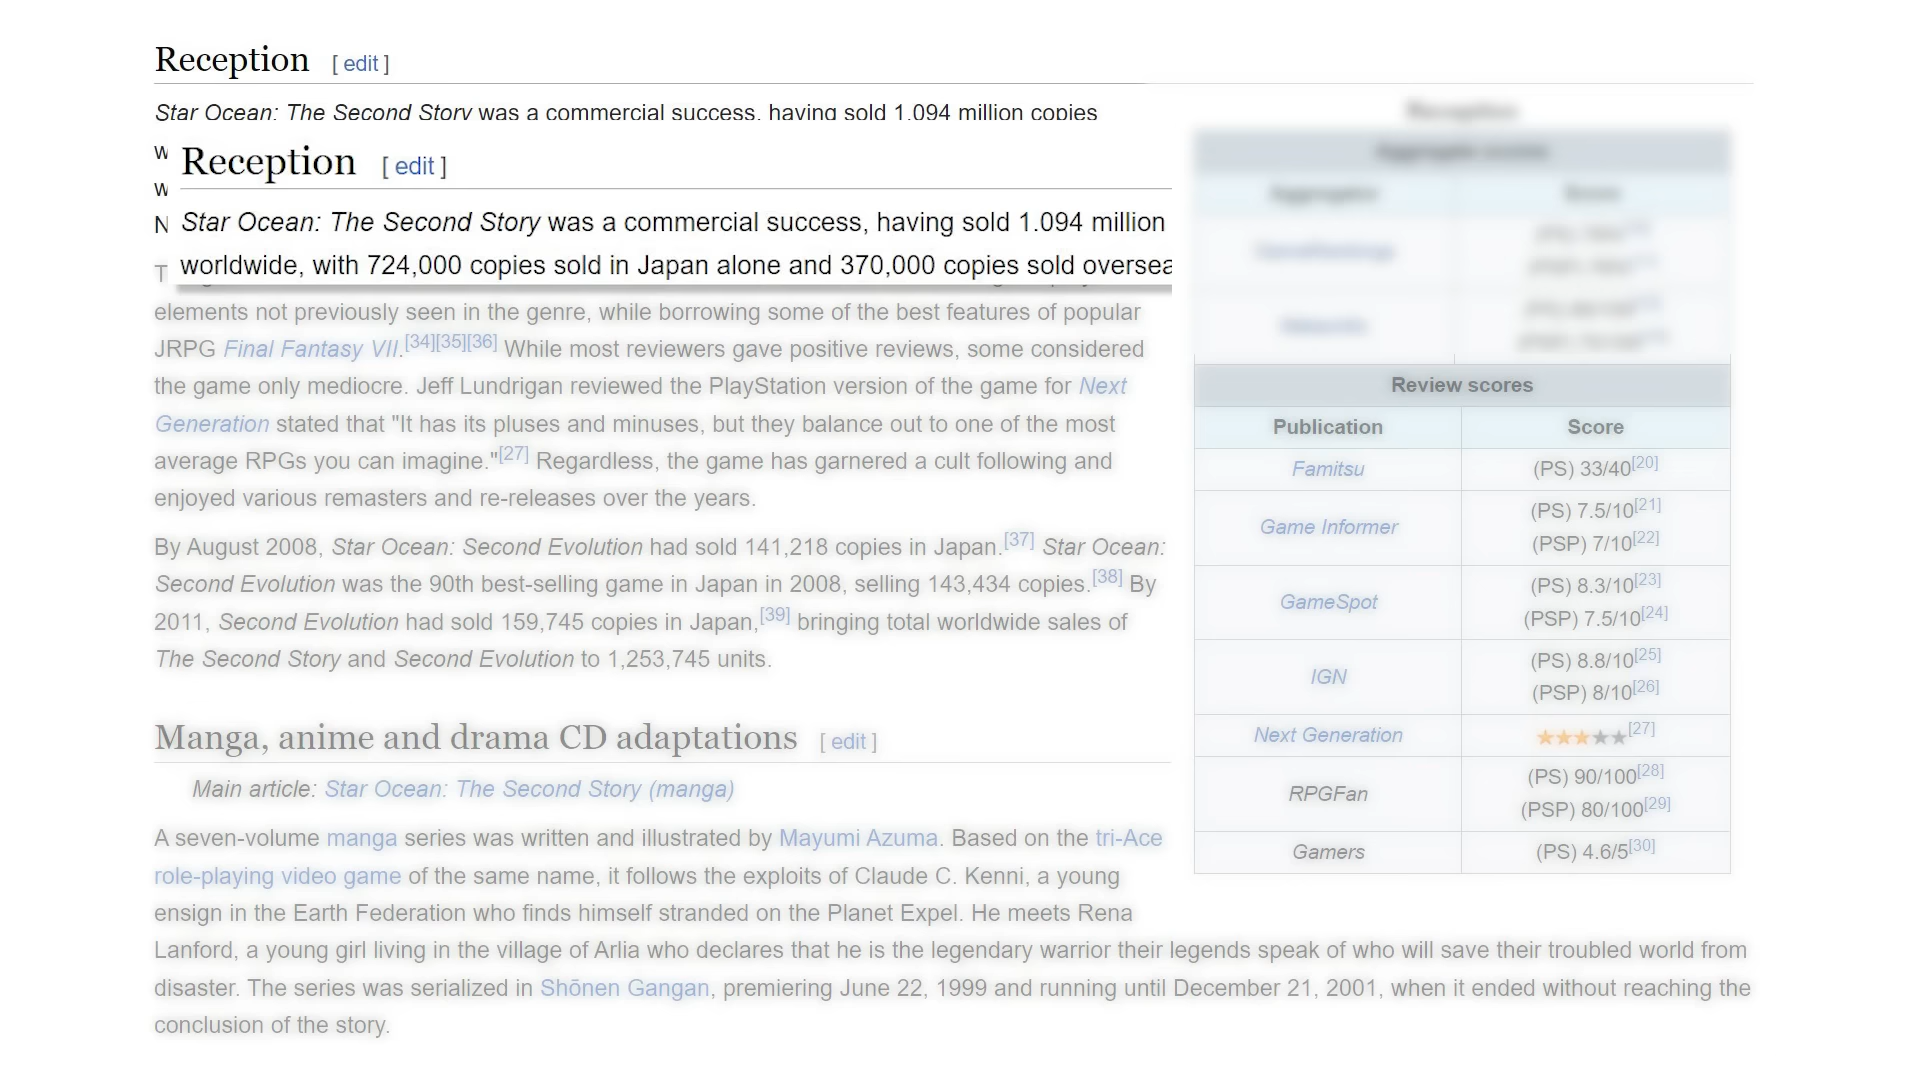 Reception [ edit ]
Star Ocean: The Second Story was a commercial success, having sold 1.094 million copies
Reception [ edit ]
Star Ocean: The Second Story was a commercial success, having sold 1.094 million
worldwide, with 724,000 copies sold in Japan alone and 370,000 copies sold
elements not previously seen in the genre, while borrowing some of the best features of popular
JRPG Final Fantasy VII.[34][35][36] While most reviewers gave positive reviews, some considered
the game only mediocre. Jeff Lundrigan reviewed the PlayStation version of the game for Next
Generation stated that "It has its pluses and minuses, but they balance out to one of the most
average RPGs you can imagine."[27] Regardless, the game has garnered a cult following and
enjoyed various remasters and re-releases over the years.
By August 2008, Star Ocean: Second Evolution had sold 141,218 copies in Japan.[37] Star Ocean:
Second Evolution was the 90th best-selling game in Japan in 2008, selling 143,434 copies.[38] By
2011, Second Evolution had sold 159,745 copies in Japan,[39] bringing total worldwide sales of
The Second Story and Second Evolution to 1,253,745 units.
Manga, anime and drama CD adaptations [ edit ]
Main article: Star Ocean: The Second Story (manga)
A seven-volume manga series was written and illustrated by Mayumi Azuma. Based on the tri-Ace
role-playing video game of the same name, it follows the exploits of Claude C. Kenni, a young
ensign in the Earth Federation who finds himself stranded on the Planet Expel. He meets Rena
Lanford, a young girl living in the village of Arlia who declares that he is the legendary warrior their legends speak of who will save their troubled world from
disaster. The series was serialized in Shōnen Gangan, premiering June 22, 1999 and running until December 21, 2001, when it ended without reaching the
conclusion of the story.
Reception
Aggregate scores
Aggregator Score
Review scores
Publication Score
Famitsu (PS) 33/40[20]
Game Informer (PS) 7.5/10[21]
(PSP) 7/10[22]
GameSpot (PS) 8.3/10[23]
(PSP) 7.5/10[24]
IGN (PS) 8.8/10[25]
(PSP) 8/10[26]
Next Generation ★★★★★[27]
RPGFan (PS) 90/100[28]
(PSP) 80/100[29]
Gamers (PS) 4.6/5[30]